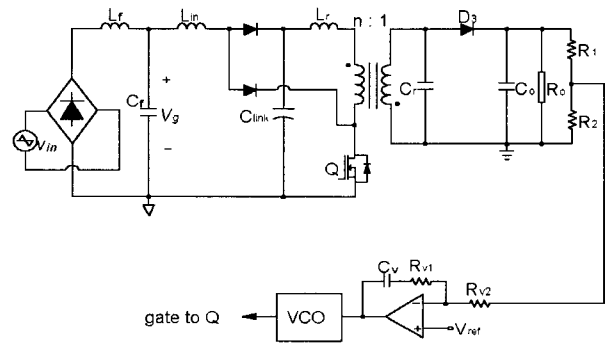 Lf
Lin
Lr
n : 1
D3
R1
+
Cf
Vg
−
Clink
Cr
Co
Ro
R2
Vin
Q
Cv
Rv1
Rv2
gate to Q
VCO
−
+
Vref